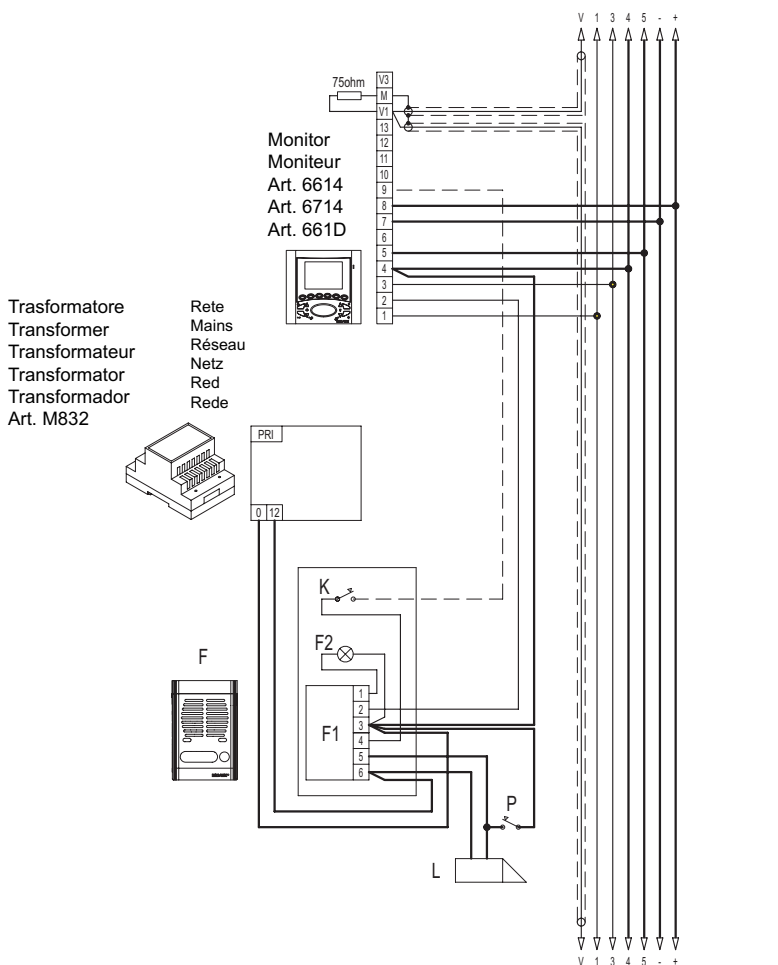 V 1 3 4 5 - +
75ohm
V3
M
V1
13
12
11
10
9
8
7
6
5
4
3
2
1
Monitor
Moniteur
Art. 6614
Art. 6714
Art. 661D
Trasformatore
Transformer
Transformateur
Transformator
Transformador
Art. M832
Rete
Mains
Réseau
Netz
Red
Rede
PRI
0 12
K
F2
F
F1
1
2
3
4
5
6
P
L
V 1 3 4 5 - +